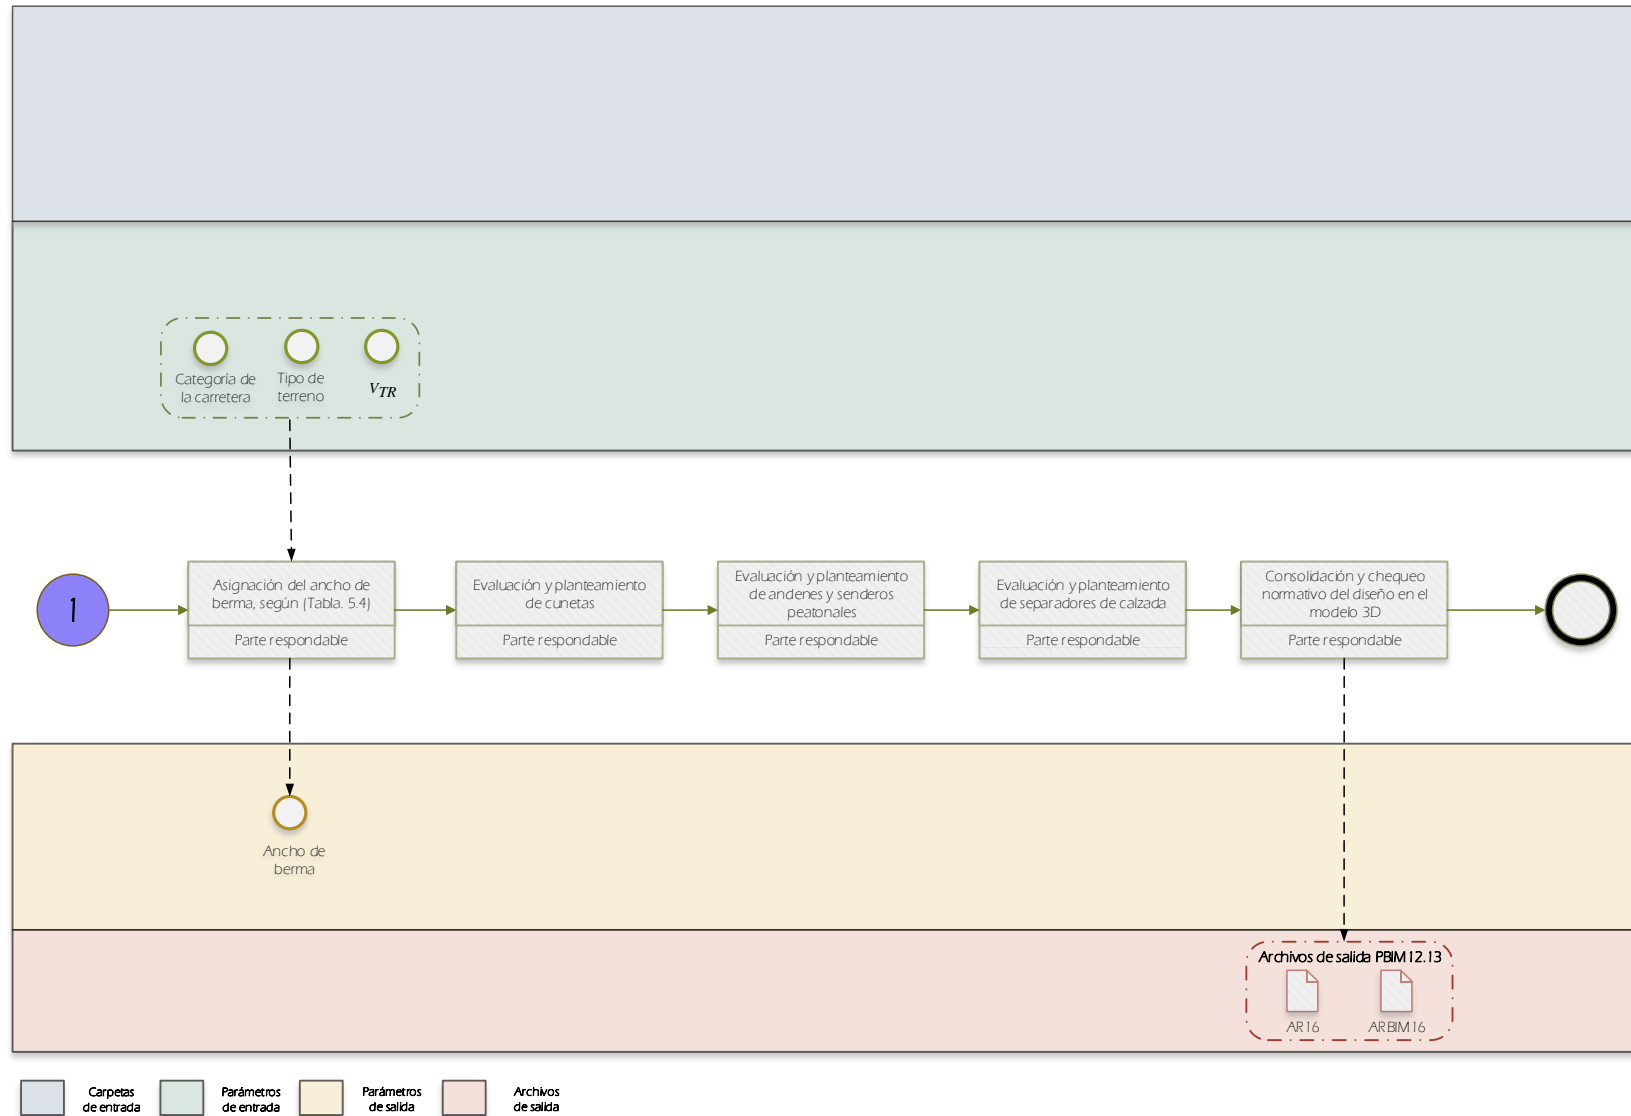 Categoría de
la carretera
Tipo de
terreno
V_TR
1
Asignación del ancho de
berma, según (Tabla. 5.4)
Parte respondable
Evaluación y planteamiento
de cunetas
Parte respondable
Evaluación y planteamiento
de andenes y senderos
peatonales
Parte respondable
Evaluación y planteamiento
de separadores de calzada
Parte respondable
Consolidación y chequeo
normativo del diseño en el
modelo 3D
Parte respondable
Ancho de
berma
Archivos de salida PBIM12.13
AR16
ARBIM16
Carpetas
de entrada
Parámetros
de entrada
Parámetros
de salida
Archivos
de salida